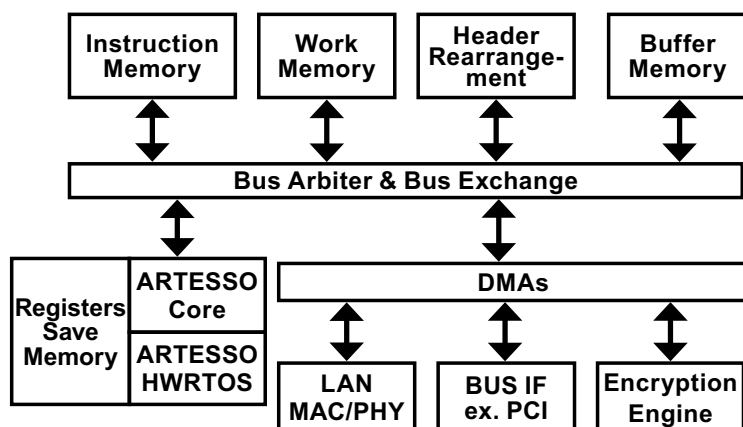 Instruction
Memory
Work
Memory
Header
Rearrange-
ment
Buffer
Memory
Bus Arbiter & Bus Exchange
Registers
Save
Memory
ARTESSO
Core
ARTESSO
HWRTOS
DMAs
LAN
MAC/PHY
BUS IF
ex. PCI
Encryption
Engine